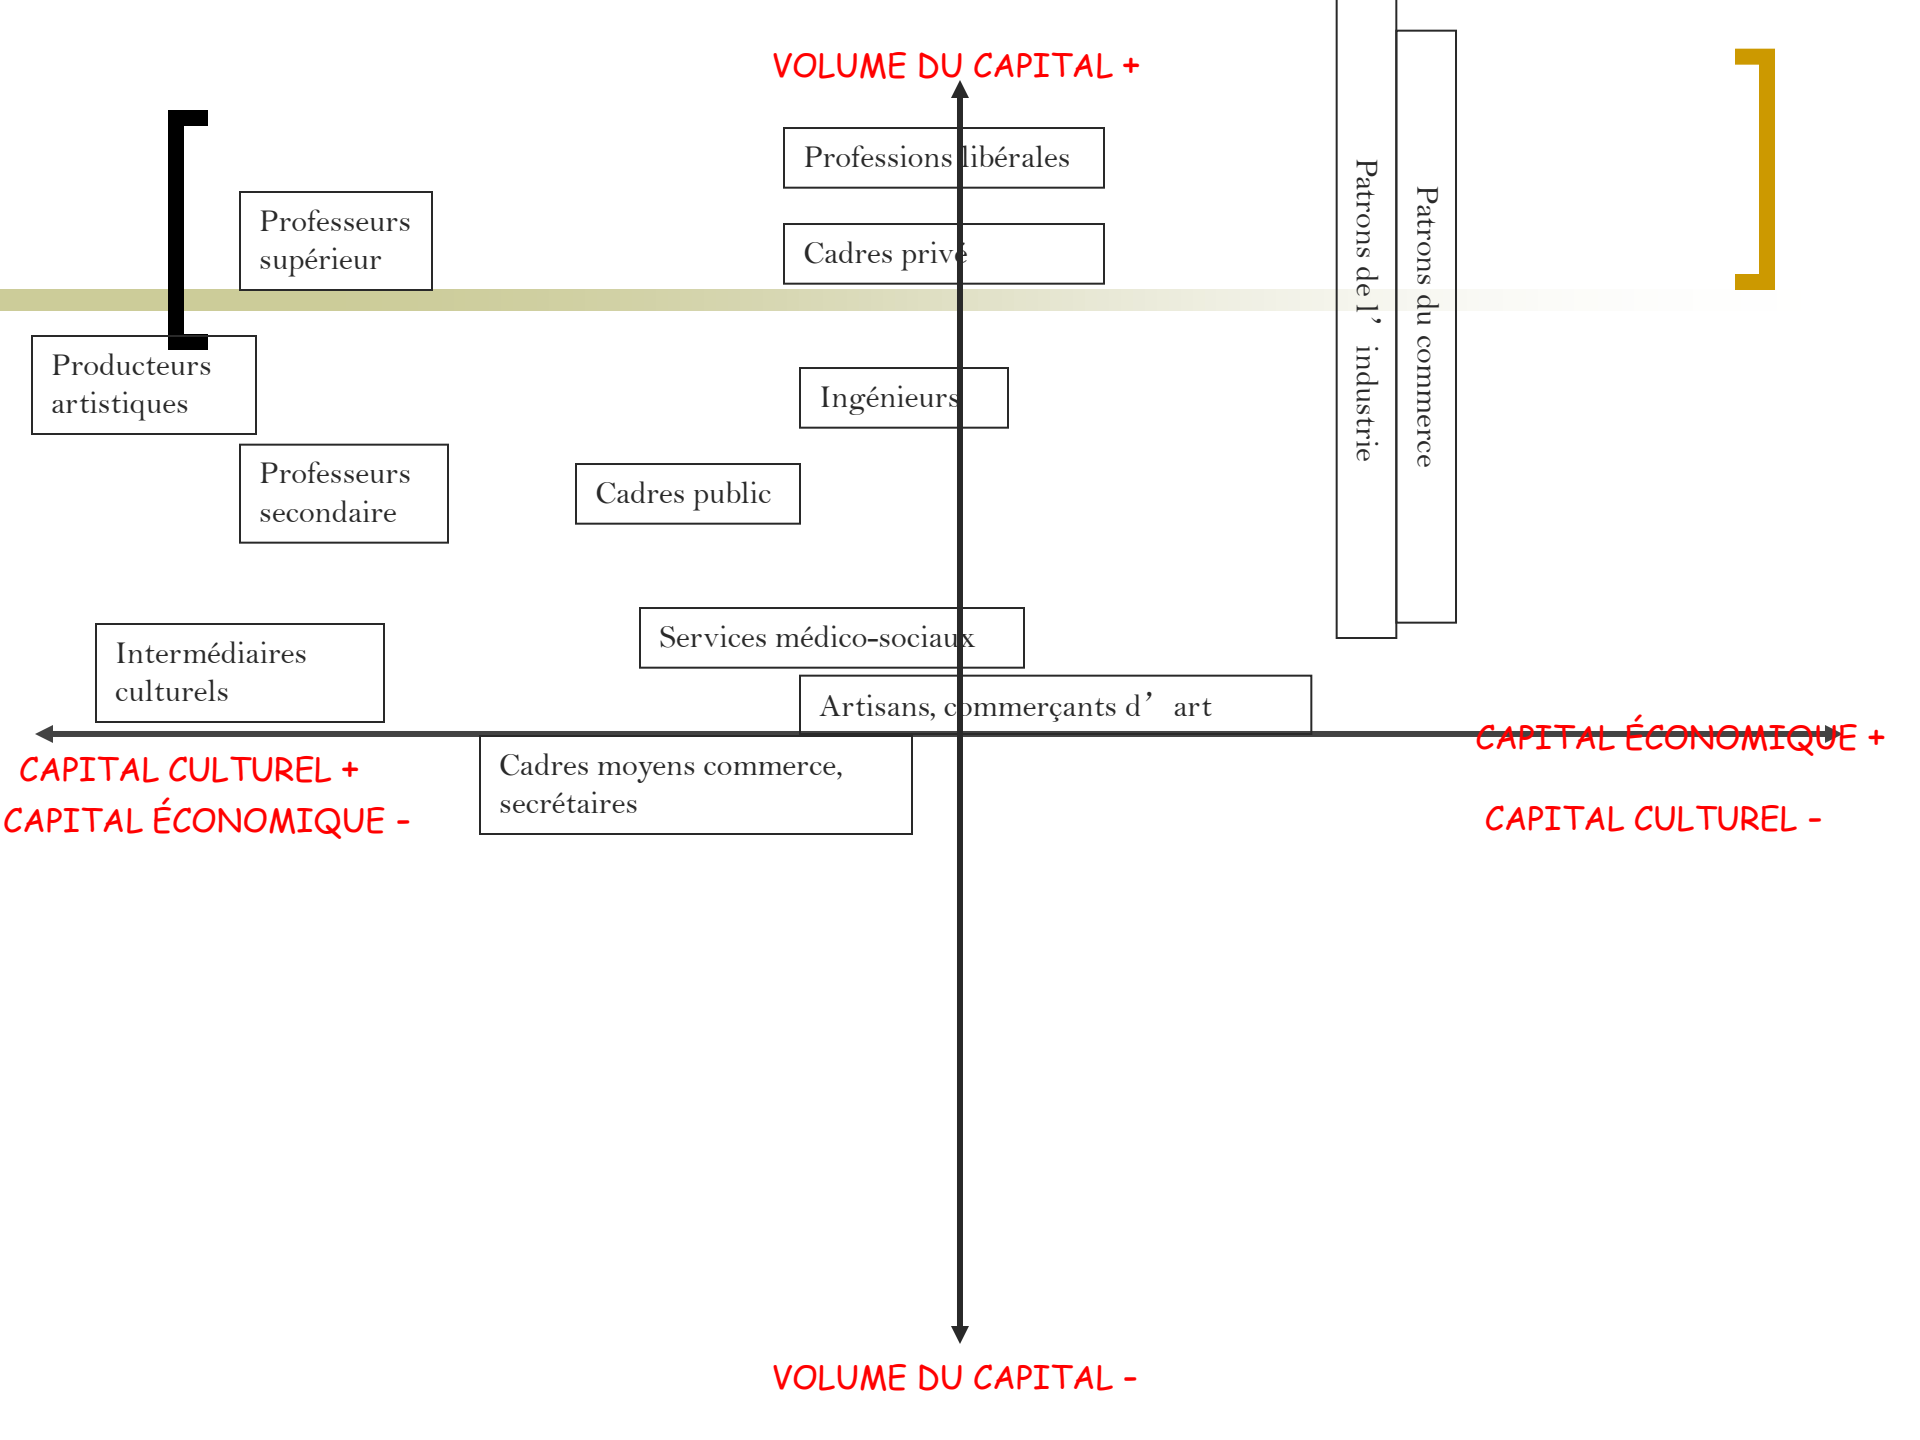 VOLUME DU CAPITAL +
Professions libérales
Cadres privé
Professeurs
supérieur
Patrons de l’industrie
Patrons du commerce
Producteurs
artistiques
Ingénieurs
Professeurs
secondaire
Cadres public
Services médico-sociaux
Intermédiaires
culturels
Artisans, commerçants d’art
CAPITAL ÉCONOMIQUE +
CAPITAL CULTUREL +
Cadres moyens commerce,
secrétaires
CAPITAL ÉCONOMIQUE -
CAPITAL CULTUREL -
VOLUME DU CAPITAL -